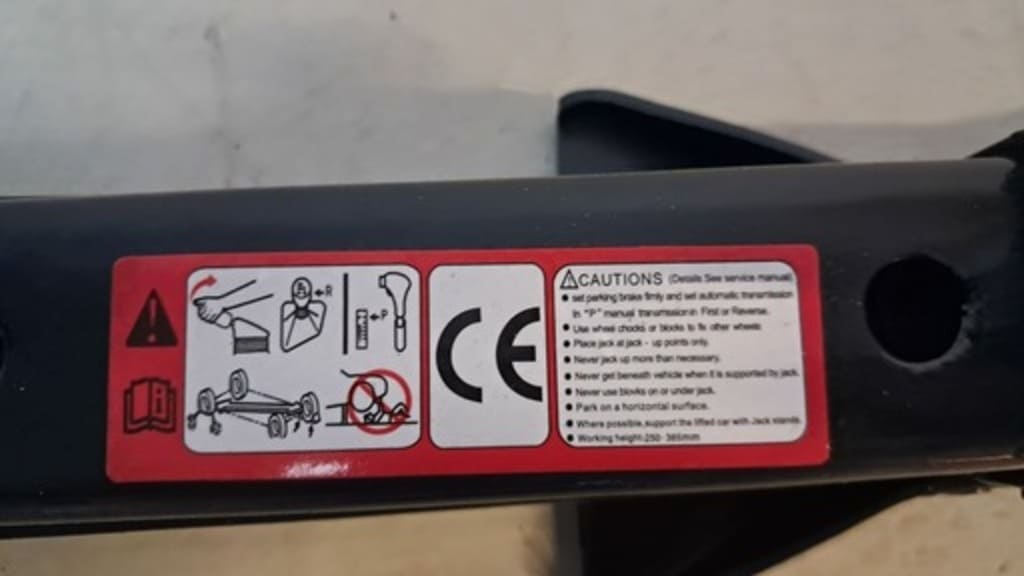 R
P
CE
CAUTIONS (Details See service manual)
• set parking brake firmly and set automatic transmission
in "P" manual transmission in First or Reverse.
• Use wheel chocks or blocks to fix other wheels
• Place jack at jack - up points only.
• Never jack up more than necessary.
• Never get beneath vehicle when it is supported by jack.
• Never use blovks on or under jack.
• Park on a horizontal surface.
• Where possible,support the lifted car with Jack stands.
• Working height:250-385mm